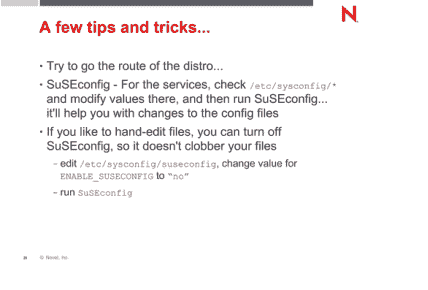 A few tips and tricks...
N
• Try to go the route of the distro...
• SuSEconfig - For the services, check /etc/sysconfig/*
and modify values there, and then run SuSEconfig...
it'll help you with changes to the config files
• If you like to hand-edit files, you can turn off
SuSEconfig, so it doesn't clobber your files
– edit /etc/sysconfig/suseconfig, change value for
ENABLE_SUSECONFIG to "no"
– run SuSEconfig
© Novell, Inc.